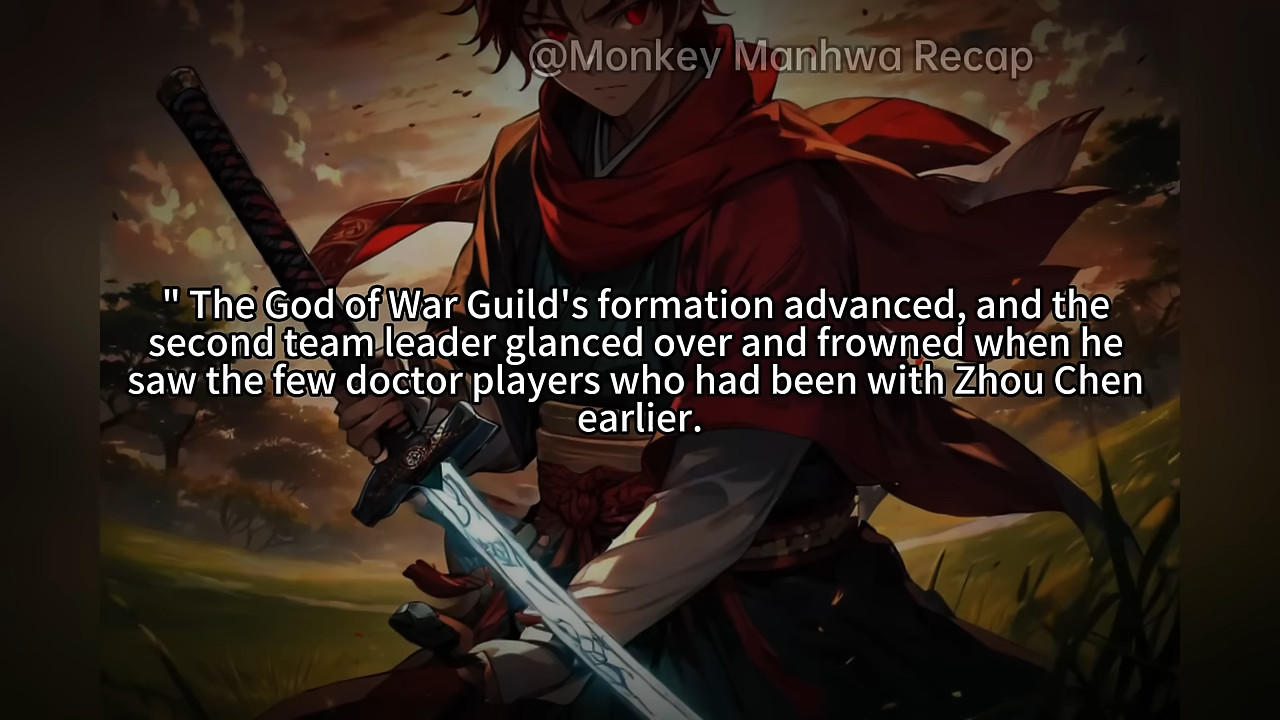 @Monkey Manhwa Recap
" The God of War Guild's formation advanced, and the
second team leader glanced over and frowned when he
saw the few doctor players who had been with Zhou Chen
earlier.